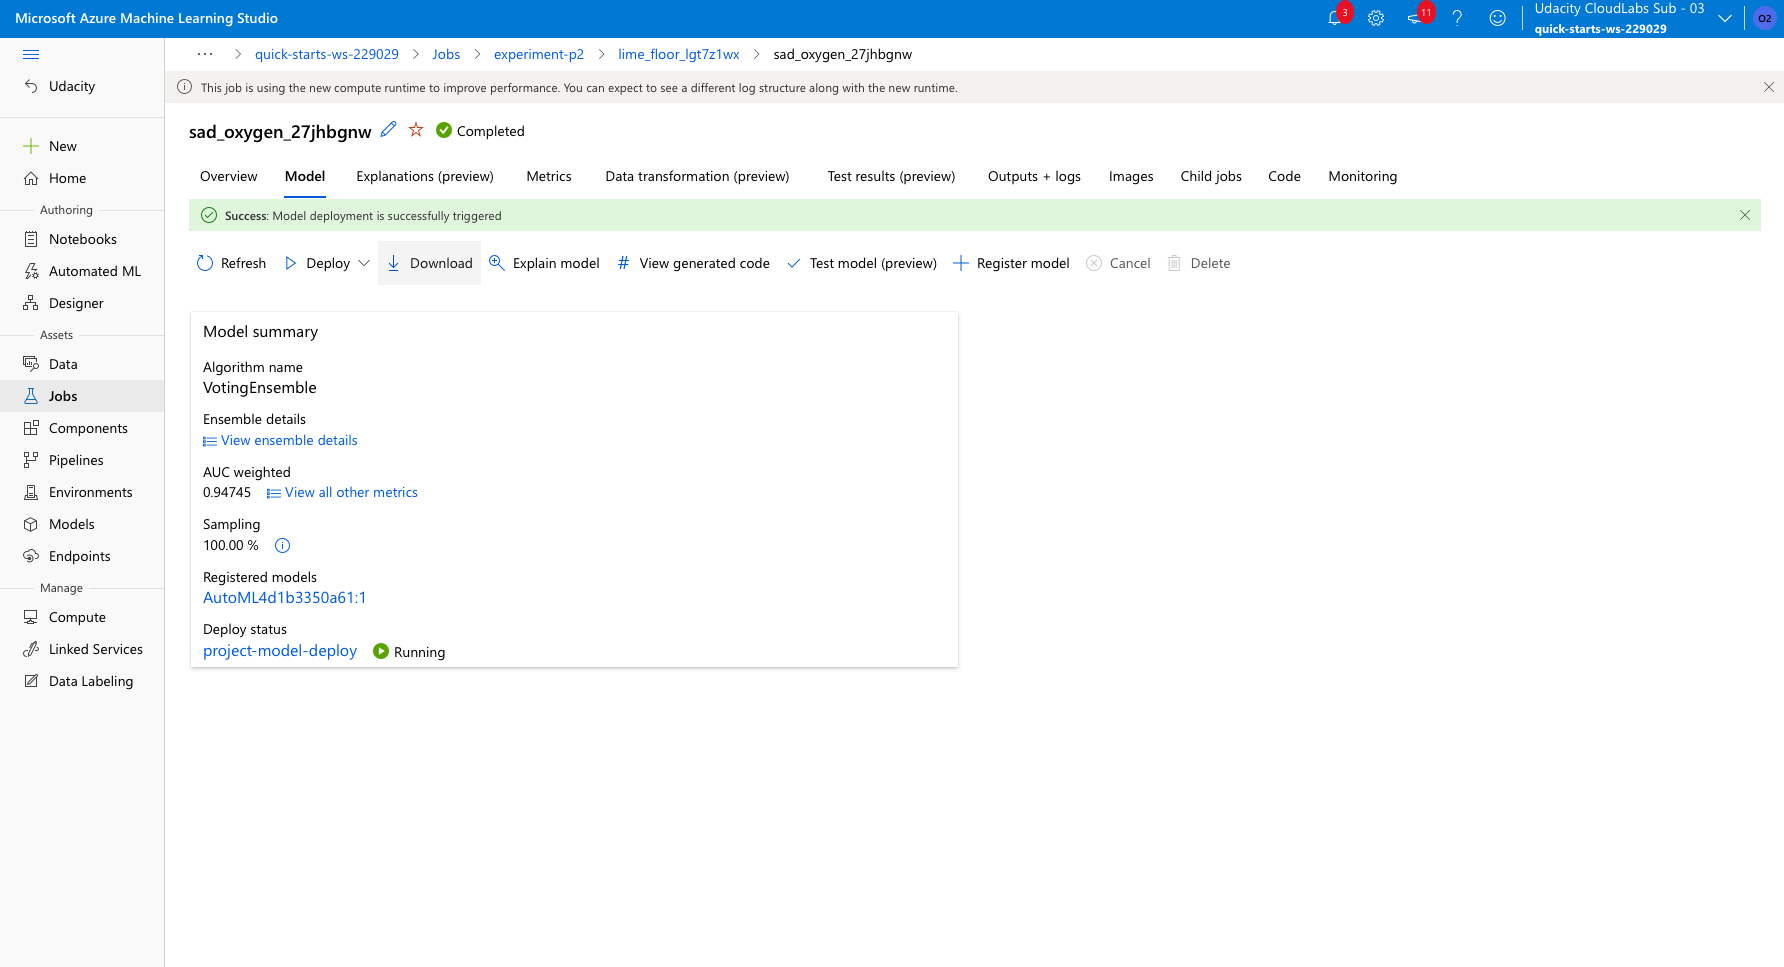 Microsoft Azure Machine Learning Studio
3
11
Udacity CloudLabs Sub - 03
quick-starts-ws-229029
O2
Udacity
New
Home
Authoring
Notebooks
Automated ML
Designer
Assets
Data
Jobs
Components
Pipelines
Environments
Models
Endpoints
Manage
Compute
Linked Services
Data Labeling
··· > quick-starts-ws-229029 > Jobs > experiment-p2 > lime_floor_lgt7z1wx > sad_oxygen_27jhbgnw
This job is using the new compute runtime to improve performance. You can expect to see a different log structure along with the new runtime.
sad_oxygen_27jhbgnw Completed
Overview Model Explanations (preview) Metrics Data transformation (preview) Test results (preview) Outputs + logs Images Child jobs Code Monitoring
Success: Model deployment is successfully triggered
Refresh Deploy Download Explain model # View generated code Test model (preview) Register model Cancel Delete
Model summary
Algorithm name
VotingEnsemble
Ensemble details
View ensemble details
AUC weighted
0.94745 View all other metrics
Sampling
100.00 %
Registered models
AutoML4d1b3350a61:1
Deploy status
project-model-deploy Running